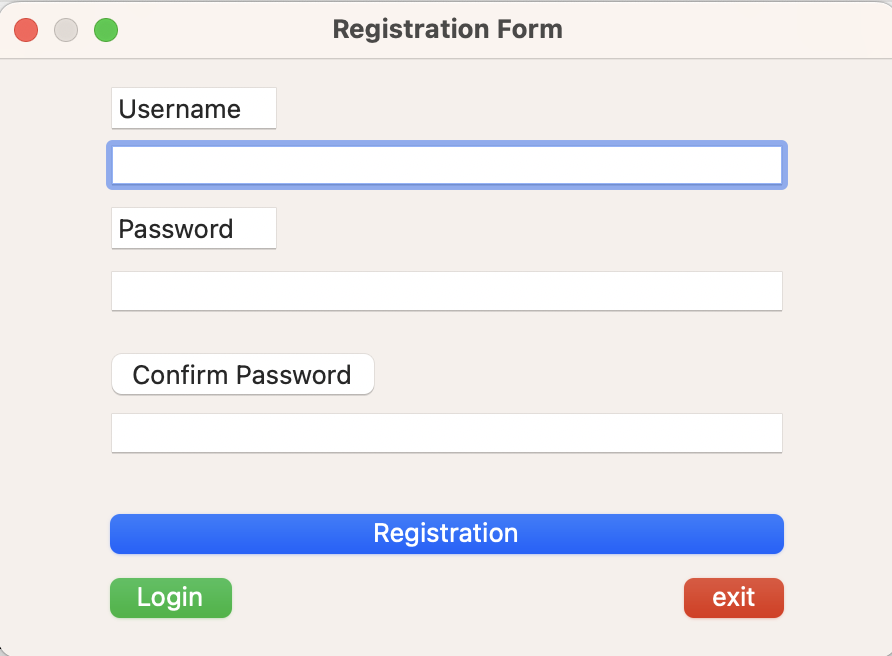 Registration Form
Username
Password
Confirm Password
Registration
Login
exit